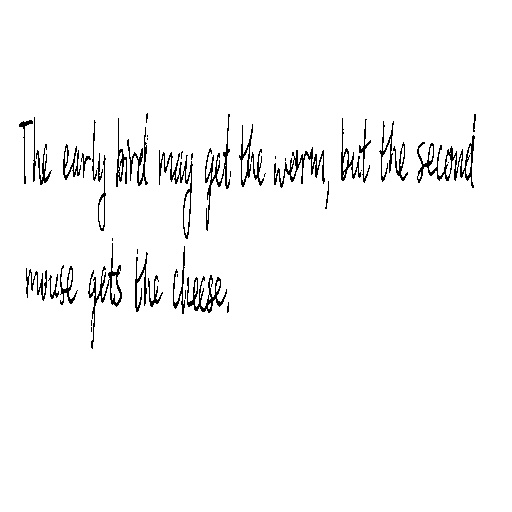 The early bird may get the worm, but the second
mouse gets the cheese.